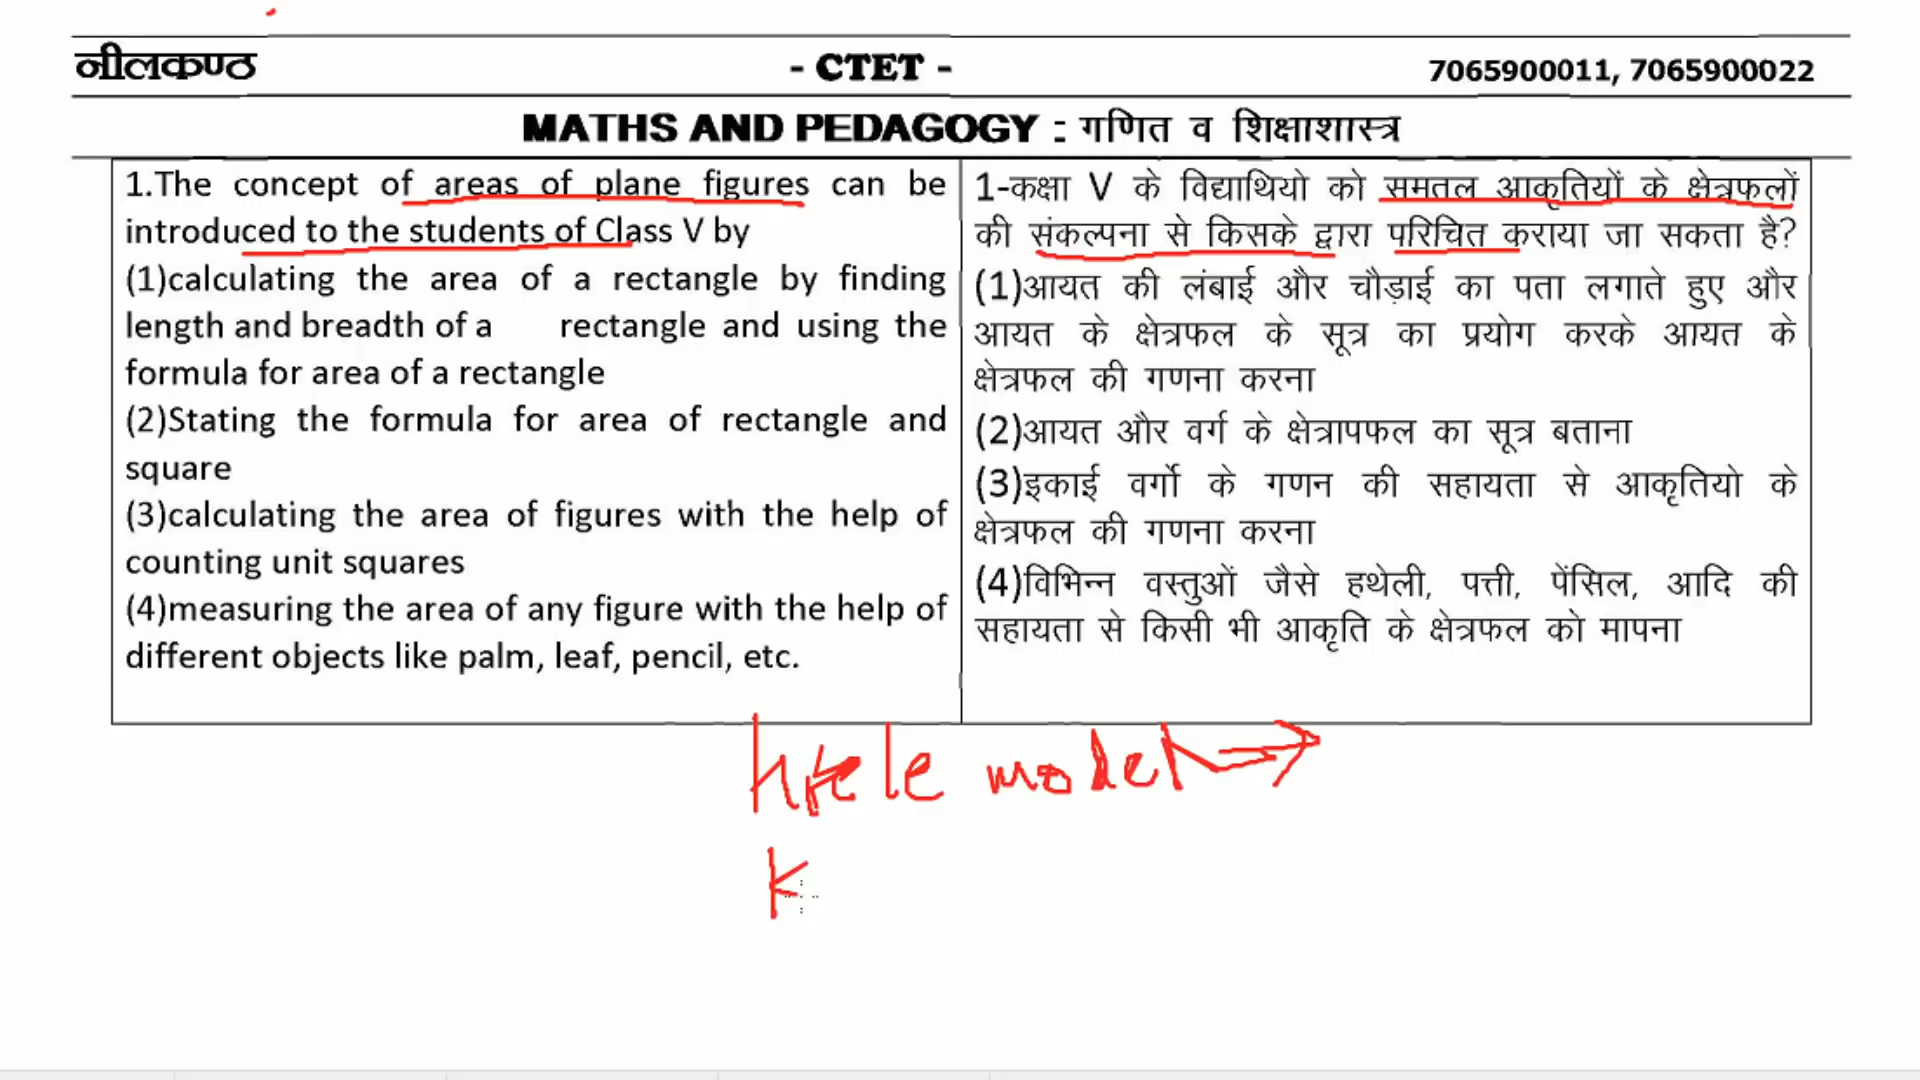 नीलकण्ठ
- CTET -
7065900011, 7065900022
MATHS AND PEDAGOGY : गणित व शिक्षाशास्त्र
1.The concept of areas of plane figures can be
introduced to the students of Class V by
(1)calculating the area of a rectangle by finding
length and breadth of a rectangle and using the
formula for area of a rectangle
(2)Stating the formula for area of rectangle and
square
(3)calculating the area of figures with the help of
counting unit squares
(4)measuring the area of any figure with the help of
different objects like palm, leaf, pencil, etc.
1-कक्षा V के विद्याथियो को समतल आकृतियों के क्षेत्रफलों
की संकल्पना से किसके द्वारा परिचित कराया जा सकता है?
(1)आयत की लंबाई और चौड़ाई का पता लगाते हुए और
आयत के क्षेत्रफल के सूत्र का प्रयोग करके आयत के
क्षेत्रफल की गणना करना
(2)आयत और वर्ग के क्षेत्रापफल का सूत्र बताना
(3)इकाई वर्गो के गणन की सहायता से आकृतियो के
क्षेत्रफल की गणना करना
(4)विभिन्न वस्तुओं जैसे हथेली, पत्ती, पेंसिल, आदि की
सहायता से किसी भी आकृति के क्षेत्रफल को मापना
model
K